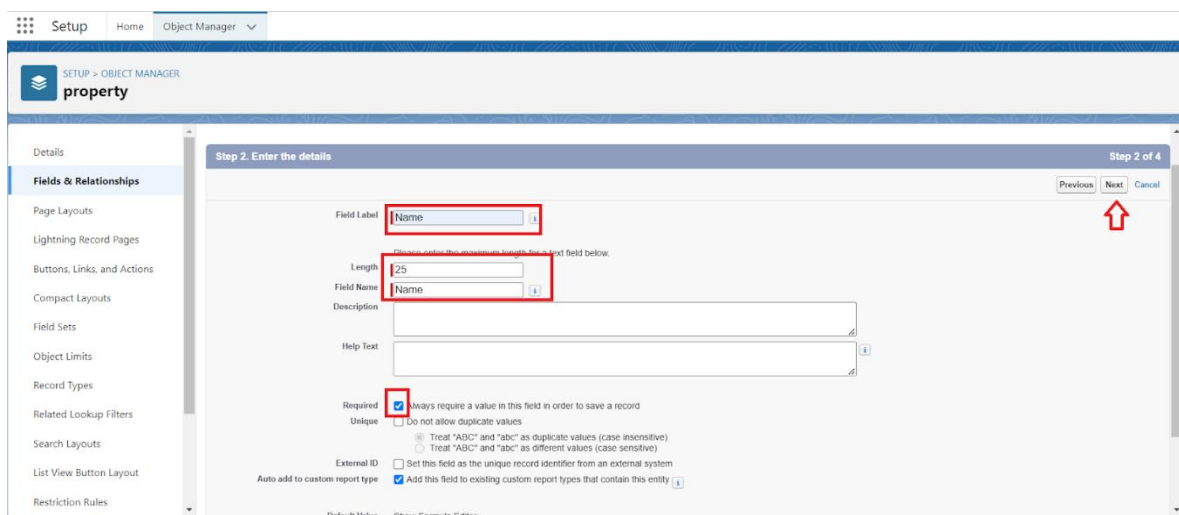 Setup Home Object Manager
SETUP > OBJECT MANAGER
property
Details
Fields & Relationships
Page Layouts
Lightning Record Pages
Buttons, Links, and Actions
Compact Layouts
Field Sets
Object Limits
Record Types
Related Lookup Filters
Search Layouts
List View Button Layout
Restriction Rules
Step 2. Enter the details Step 2 of 4
Previous Next Cancel
Field Label Name
Please enter the maximum length for a text field below.
Length 25
Field Name Name
Description
Help Text
Required Always require a value in this field in order to save a record
Unique Do not allow duplicate values
Treat "ABC" and "abc" as duplicate values (case insensitive)
Treat "ABC" and "abc" as different values (case sensitive)
External ID Set this field as the unique record identifier from an external system
Auto add to custom report type Add this field to existing custom report types that contain this entity
Default Value Show Formula Editor